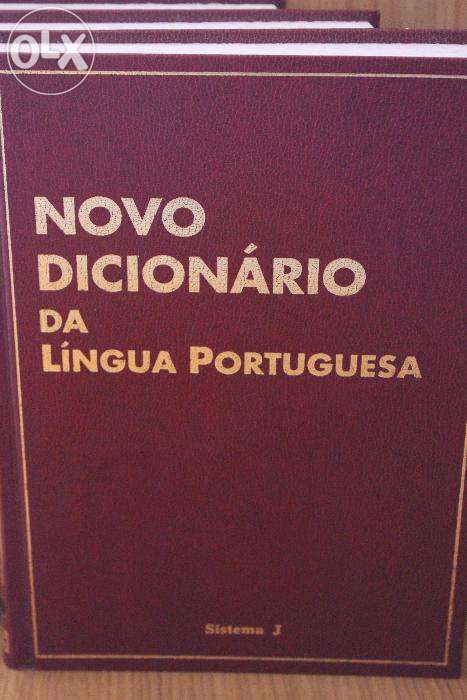 OLX
NOVO
DICIONÁRIO
DA
LÍNGUA PORTUGUESA
Sistema J